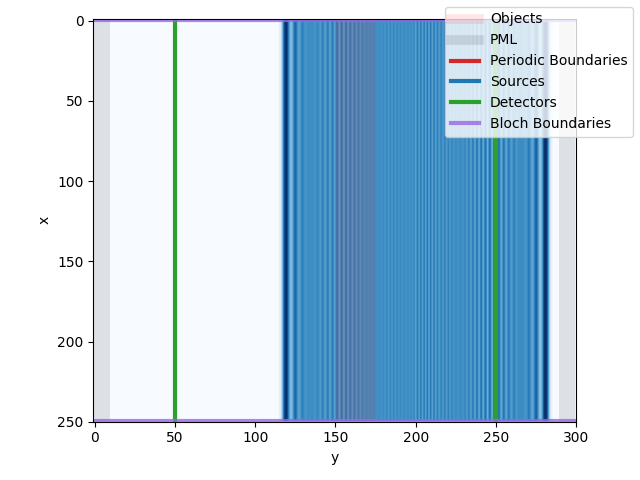 Objects
PML
Periodic Boundaries
Sources
Detectors
Bloch Boundaries
0
50
100
150
200
250
x
0 50 100 150 200 250 300
y